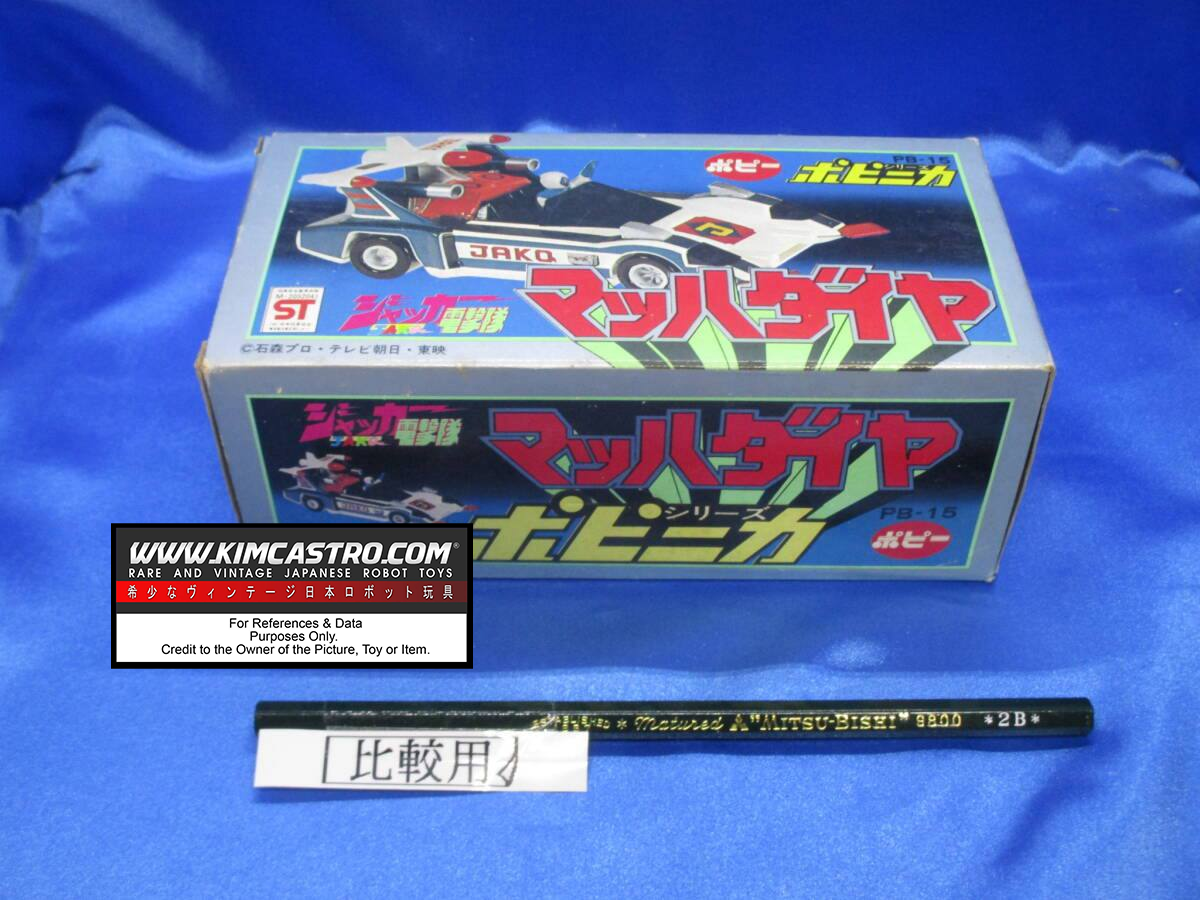 PB-15
ポピー
ポピニカ
シリーズ
JAKQ
ジャッカー
電撃隊
マッハダイヤ
ST
©石森プロ・テレビ朝日・東映
ジャッカー
電撃隊
マッハダイヤ
JAKQ
シリーズ
ポピニカ
PB-15
ポピー
WWW.KIMCASTRO.COM®
RARE AND VINTAGE JAPANESE ROBOT TOYS
希少なヴィンテージ日本ロボット玩具
For References & Data
Purposes Only.
Credit to the Owner of the Picture, Toy or Item.
* Matured "MITSU-BISHI" 9800 *2B*
比較用